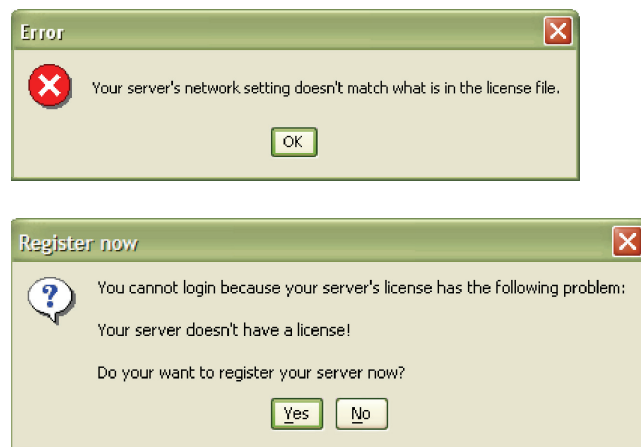 Error
Your server's network setting doesn't match what is in the license file.
OK
Register now
You cannot login because your server's license has the following problem:
Your server doesn't have a license!
Do your want to register your server now?
Yes No